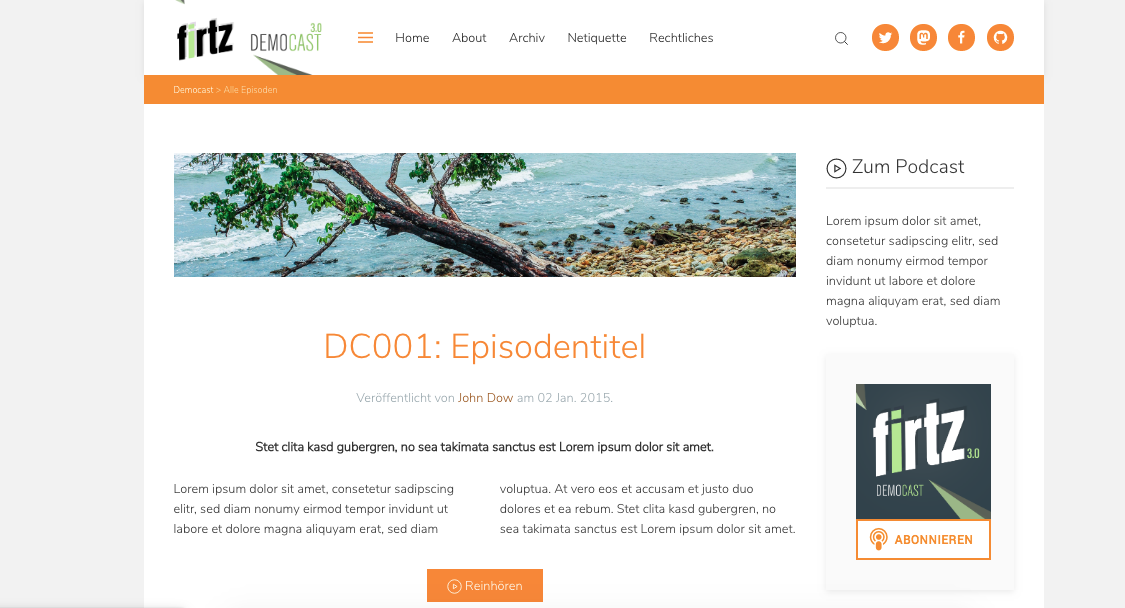 firtz DEMOCAST 3.0
Home About Archiv Netiquette Rechtliches
Democast > Alle Episoden
Zum Podcast
Lorem ipsum dolor sit amet,
consetetur sadipscing elitr, sed
diam nonumy eirmod tempor
invidunt ut labore et dolore
magna aliquyam erat, sed diam
voluptua.
DC001: Episodentitel
Veröffentlicht von John Dow am 02 Jan. 2015.
Stet clita kasd gubergren, no sea takimata sanctus est Lorem ipsum dolor sit amet.
Lorem ipsum dolor sit amet, consetetur sadipscing
elitr, sed diam nonumy eirmod tempor invidunt ut
labore et dolore magna aliquyam erat, sed diam
voluptua. At vero eos et accusam et justo duo
dolores et ea rebum. Stet clita kasd gubergren, no
sea takimata sanctus est Lorem ipsum dolor sit amet.
Reinhören
firtz 3.0
DEMOCAST
ABONNIEREN